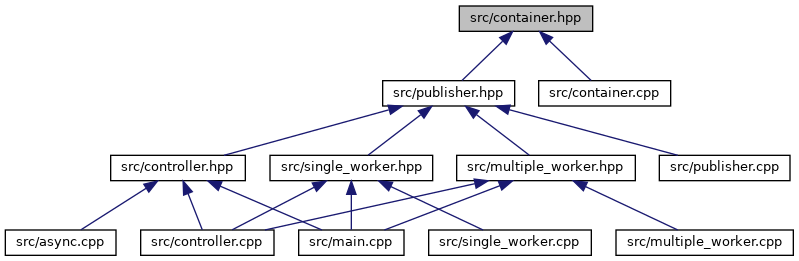 src/container.hpp
src/publisher.hpp
src/container.cpp
src/controller.hpp
src/single_worker.hpp
src/multiple_worker.hpp
src/publisher.cpp
src/async.cpp
src/controller.cpp
src/main.cpp
src/single_worker.cpp
src/multiple_worker.cpp